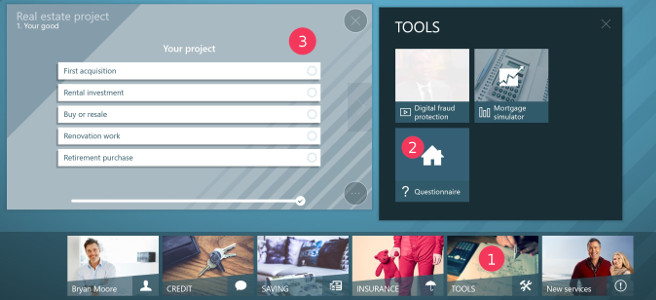 Real estate project
1. Your good
3
Your project
First acquisition
Rental investment
Buy or resale
Renovation work
Retirement purchase
TOOLS
Digital fraud
protection
Mortgage
simulator
2
? Questionnaire
1
Bryan Moore
CREDIT
SAVING
INSURANCE
TOOLS
New services